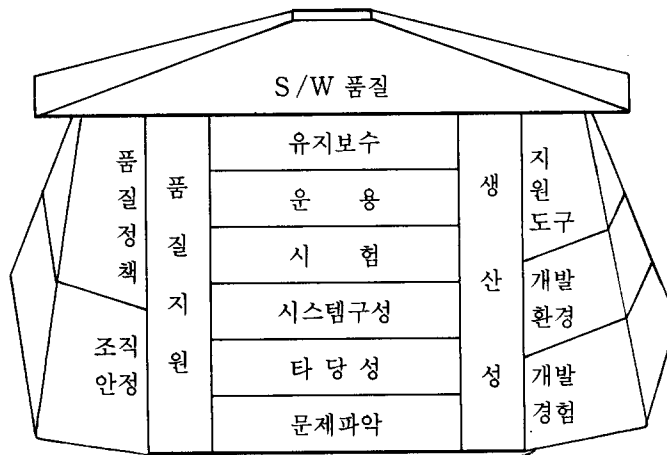 S/W 품질
품질정책
조직
안정
품질지원
유지보수
운 용
시 험
시스템구성
타 당 성
문제파악
생산성
지원
도구
개발
환경
개발
경험